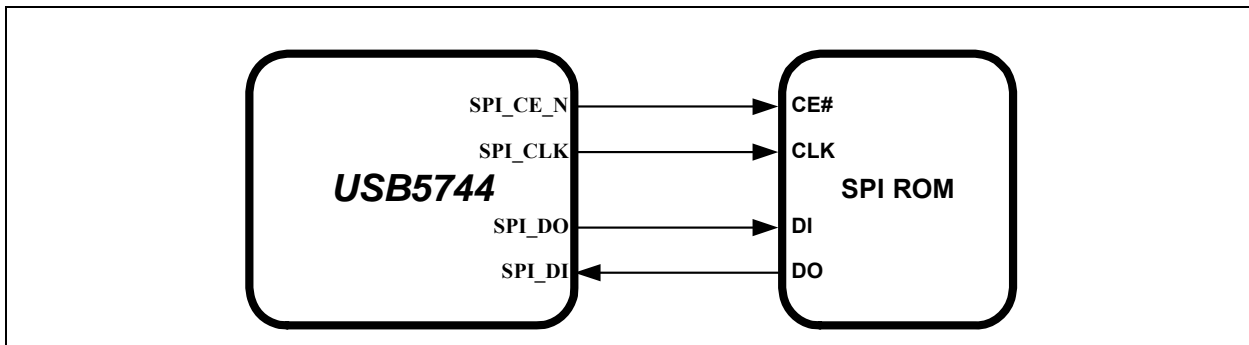 SPI_CE_N CE#
SPI_CLK CLK
USB5744 SPI ROM
SPI_DO DI
SPI_DI DO